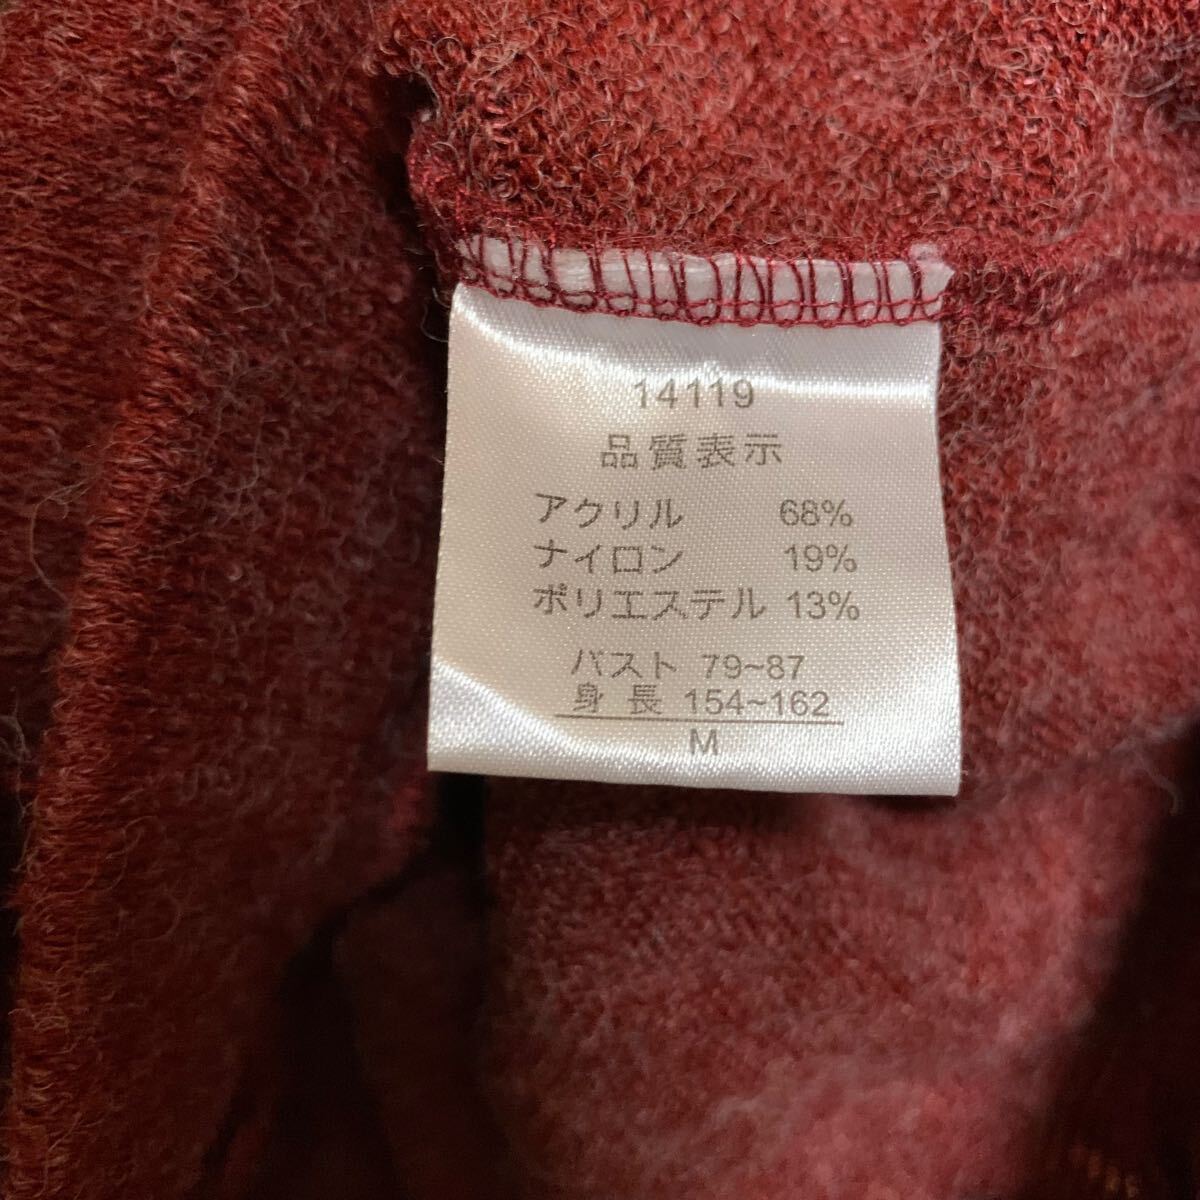 14119
品質表示
アクリル 68%
ナイロン 19%
ポリエステル 13%
バスト 79~87
身長 154~162
M